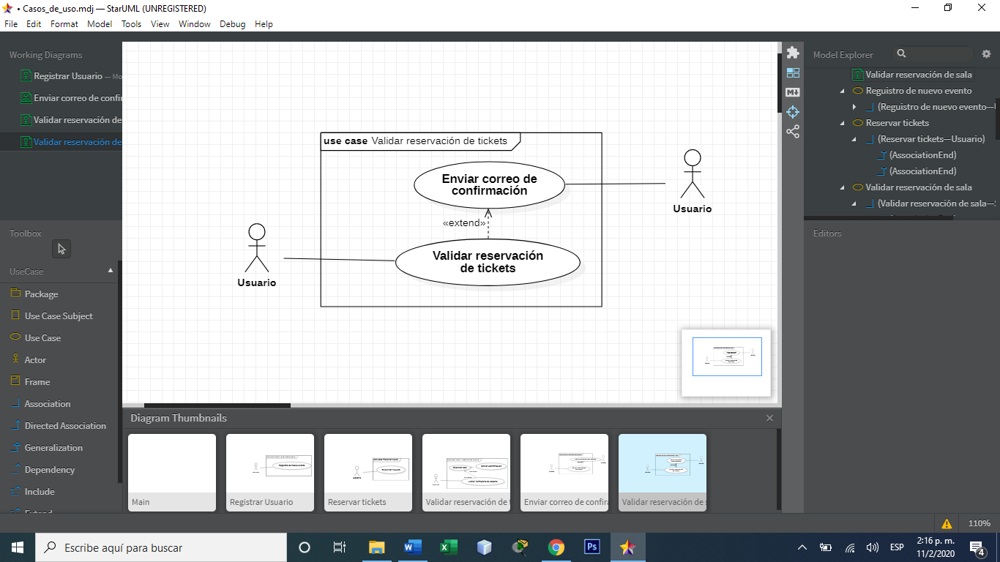 • Casos_de_uso.mdj — StarUML (UNREGISTERED)
File Edit Format Model Tools View Window Debug Help
Working Diagrams
Registrar Usuario — Mo
Enviar correo de confir
Validar reservación de
Validar reservación de
Toolbox
UseCase
Package
Use Case Subject
Use Case
Actor
Frame
Association
Directed Association
Generalization
Dependency
Include
Extend
use case Validar reservación de tickets
Enviar correo de
confirmación
«extend»
Validar reservación
de tickets
Usuario
Usuario
Model Explorer
Validar reservación de sala
Reguistro de nuevo evento
(Reguistro de nuevo evento—U
Reservar tickets
(Reservar tickets—Usuario)
(AssociationEnd)
(AssociationEnd)
Validar reservación de sala
(Validar reservación de sala—S
Editors
Diagram Thumbnails
Main
Registrar Usuario
Reservar tickets
Validar reservación de t
Enviar correo de confirm
Validar reservación de s
110%
Escribe aquí para buscar
ESP
2:16 p. m.
11/2/2020
4